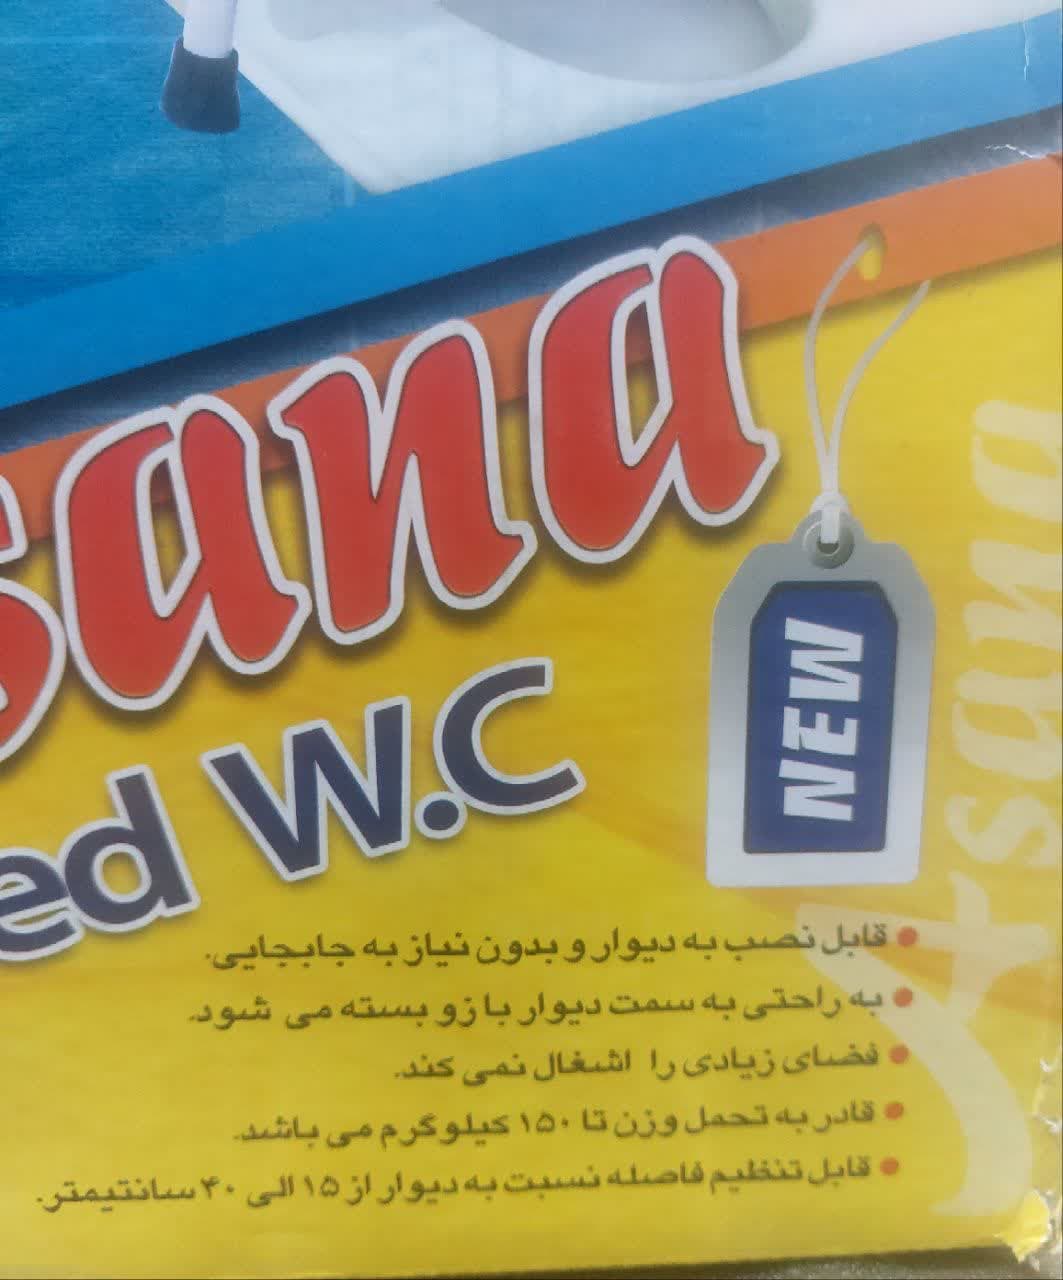 sana
ed W.C
NEW
Asana
قابل نصب به دیوار و بدون نیاز به جابجایی.
به راحتی به سمت دیوار باز و بسته می شود.
فضای زیادی را اشغال نمی کند.
قادر به تحمل وزن تا ۱۵۰ کیلوگرم می باشد.
قابل تنظیم فاصله نسبت به دیوار از ۱۵ الی ۴۰ سانتیمتر.